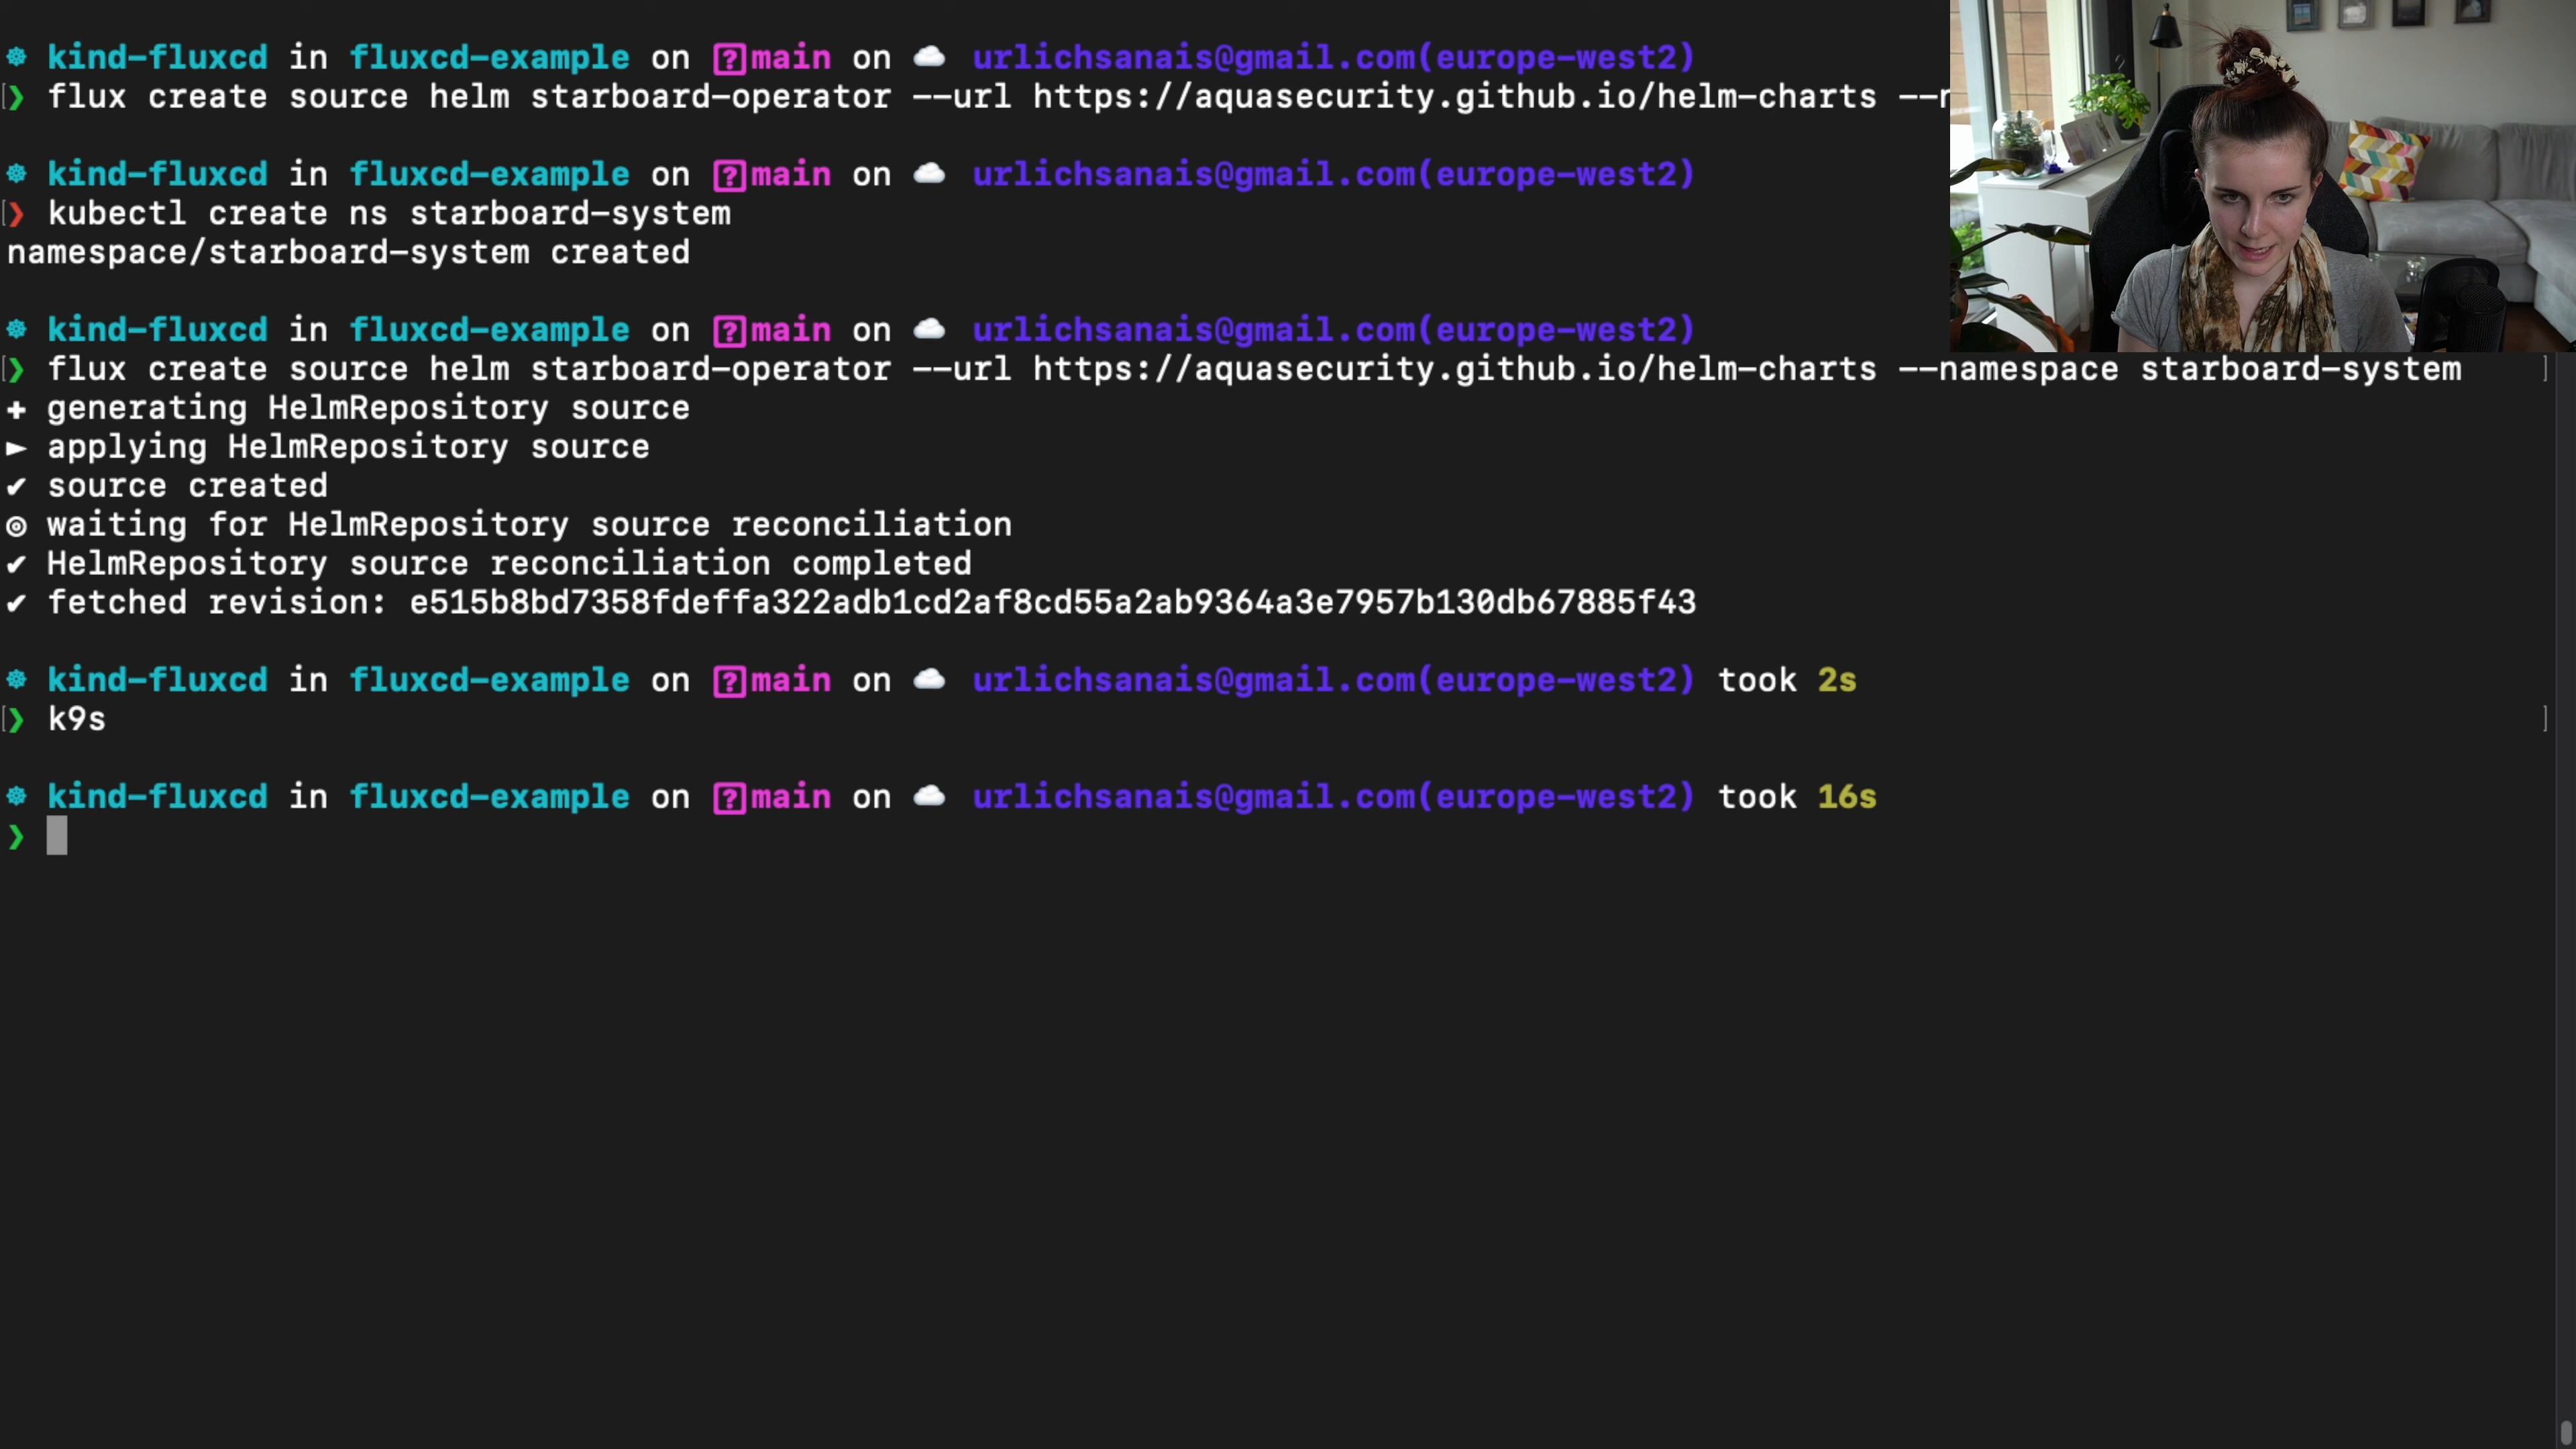 ☸ kind-fluxcd in fluxcd-example on [?]main on ☁️ urlichsanais@gmail.com(europe-west2)
[❯ flux create source helm starboard-operator --url https://aquasecurity.github.io/helm-charts
☸ kind-fluxcd in fluxcd-example on [?]main on ☁️ urlichsanais@gmail.com(europe-west2)
[❯ kubectl create ns starboard-system
namespace/starboard-system created
☸ kind-fluxcd in fluxcd-example on [?]main on ☁️ urlichsanais@gmail.com(europe-west2)
[❯ flux create source helm starboard-operator --url https://aquasecurity.github.io/helm-charts --namespace starboard-system ]
✚ generating HelmRepository source
► applying HelmRepository source
✔ source created
◎ waiting for HelmRepository source reconciliation
✔ HelmRepository source reconciliation completed
✔ fetched revision: e515b8bd7358fdeffa322adb1cd2af8cd55a2ab9364a3e7957b130db67885f43
☸ kind-fluxcd in fluxcd-example on [?]main on ☁️ urlichsanais@gmail.com(europe-west2) took 2s
[❯ k9s ]
☸ kind-fluxcd in fluxcd-example on [?]main on ☁️ urlichsanais@gmail.com(europe-west2) took 16s
❯